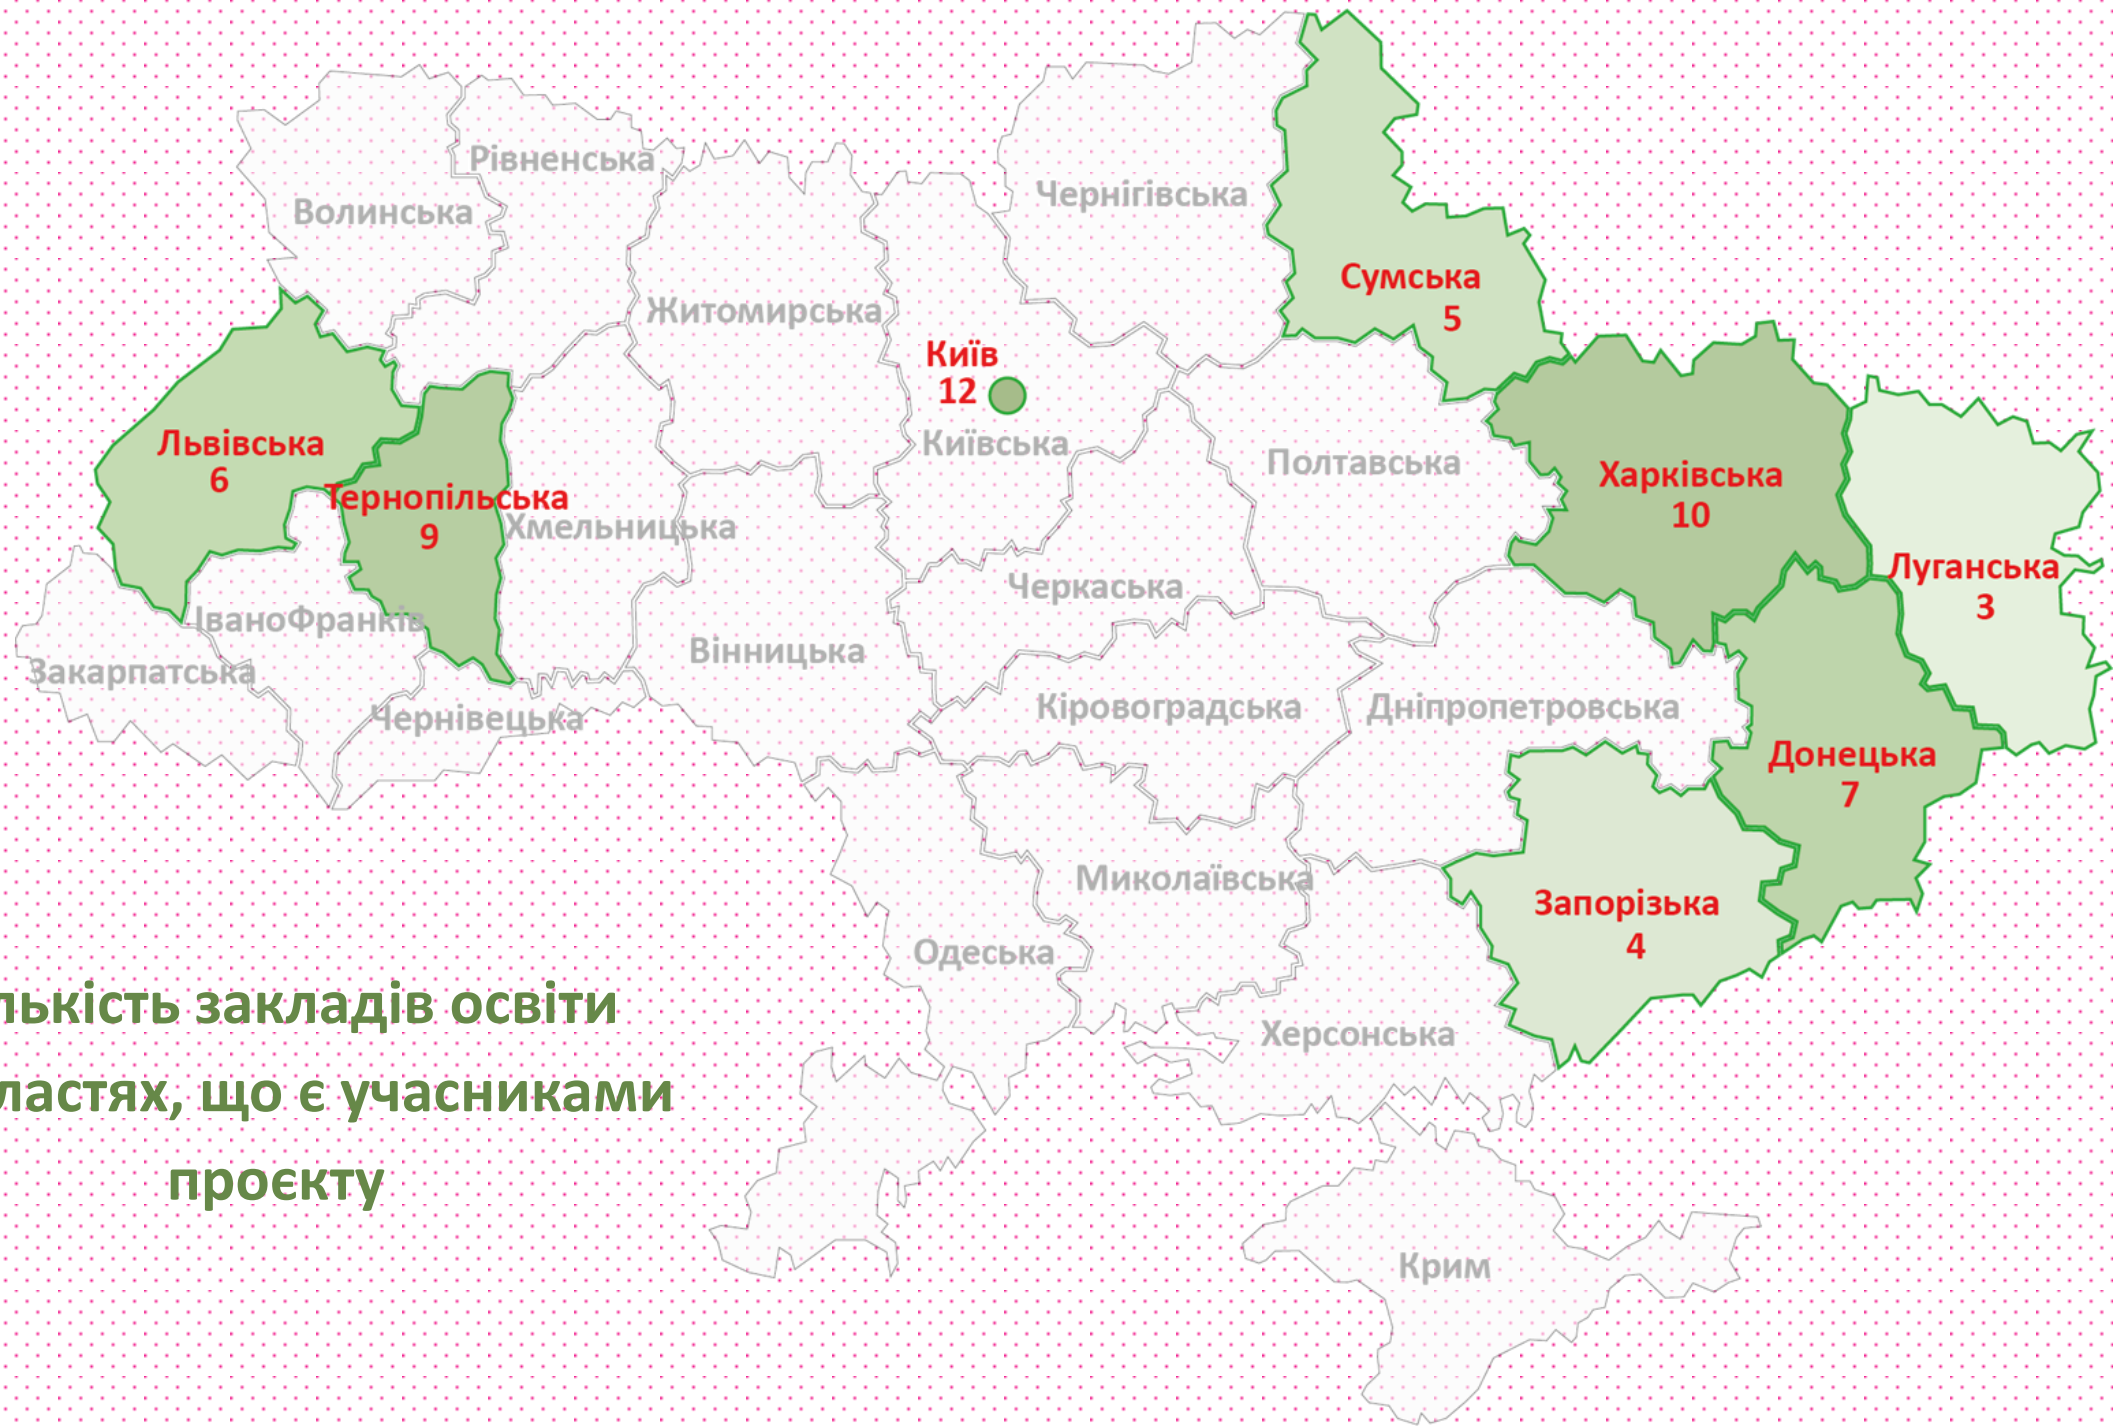 Рівненська
Волинська
Чернігівська
Сумська
5
Житомирська
Київ
12
Київська
Львівська
6
Тернопільська
9
Хмельницька
Полтавська
Харківська
10
Луганська
3
Черкаська
ІваноФранків
Закарпатська
Вінницька
Чернівецька
Кіровоградська
Дніпропетровська
Донецька
7
Миколаївська
Запорізька
4
Одеська
Херсонська
Крим
лькість закладів освіти
ластях, що є учасниками
проєкту